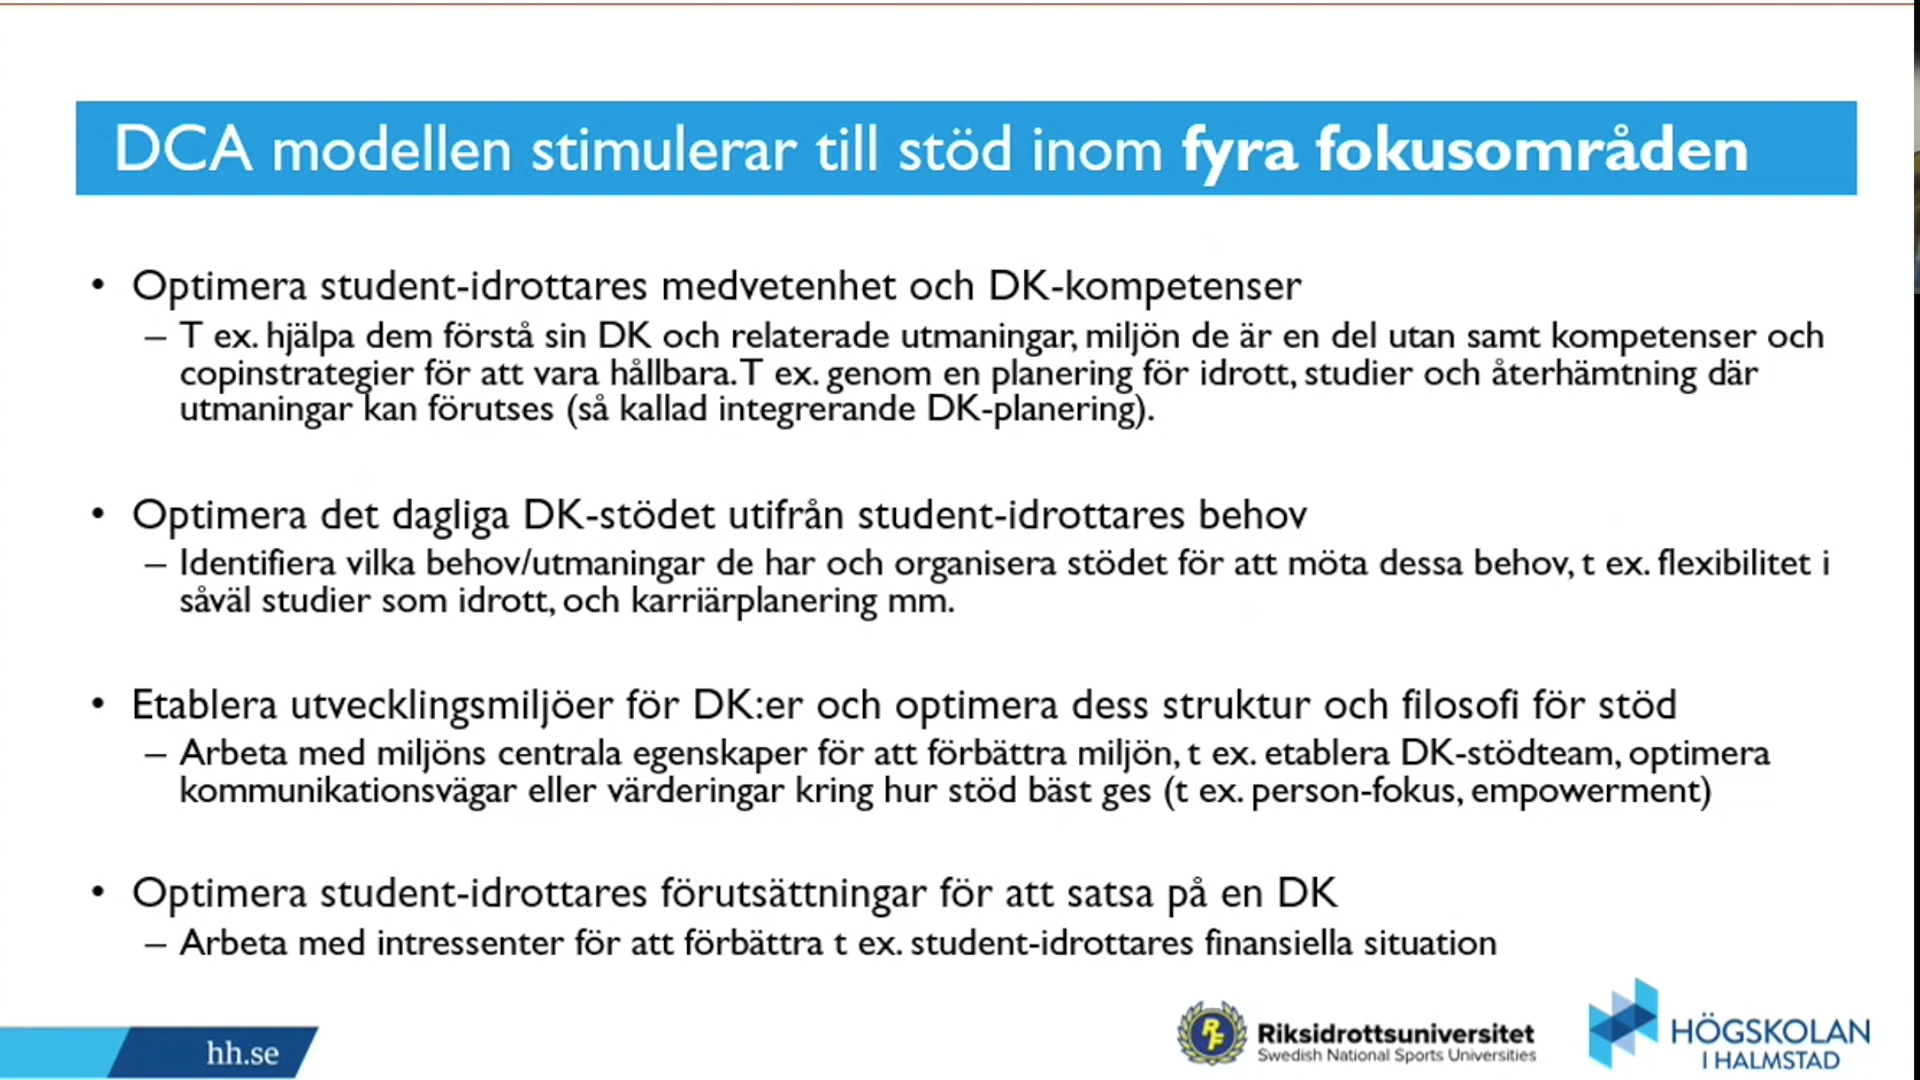 DCA modellen stimulerar till stöd inom fyra fokusområden
• Optimera student-idrottares medvetenhet och DK-kompetenser
– T ex. hjälpa dem förstå sin DK och relaterade utmaningar, miljön de är en del utan samt kompetenser och
copinstrategier för att vara hållbara. T ex. genom en planering för idrott, studier och återhämtning där
utmaningar kan förutses (så kallad integrerande DK-planering).
• Optimera det dagliga DK-stödet utifrån student-idrottares behov
– Identifiera vilka behov/utmaningar de har och organisera stödet för att möta dessa behov, t ex. flexibilitet i
såväl studier som idrott, och karriärplanering mm.
• Etablera utvecklingsmiljöer för DK:er och optimera dess struktur och filosofi för stöd
– Arbeta med miljöns centrala egenskaper för att förbättra miljön, t ex. etablera DK-stödteam, optimera
kommunikationsvägar eller värderingar kring hur stöd bäst ges (t ex. person-fokus, empowerment)
• Optimera student-idrottares förutsättningar för att satsa på en DK
– Arbeta med intressenter för att förbättra t ex. student-idrottares finansiella situation
hh.se
RF
Riksidrottsuniversitet
Swedish National Sports Universities
HÖGSKOLAN
I HALMSTAD